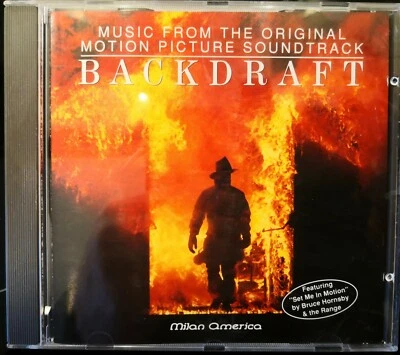 MUSIC FROM THE ORIGINAL
MOTION PICTURE SOUNDTRACK
BACKDRAFT
Featuring
"Set Me In Motion"
by Bruce Hornsby
& the Range
Milan America